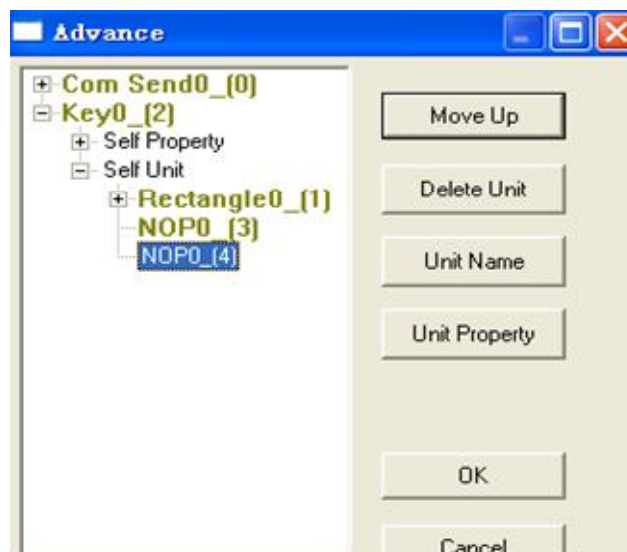 Advance
Com Send0_(0)
Key0_(2)
Self Property
Self Unit
Rectangle0_(1)
NOP0_(3)
NOP0_(4)
Move Up
Delete Unit
Unit Name
Unit Property
OK
Cancel